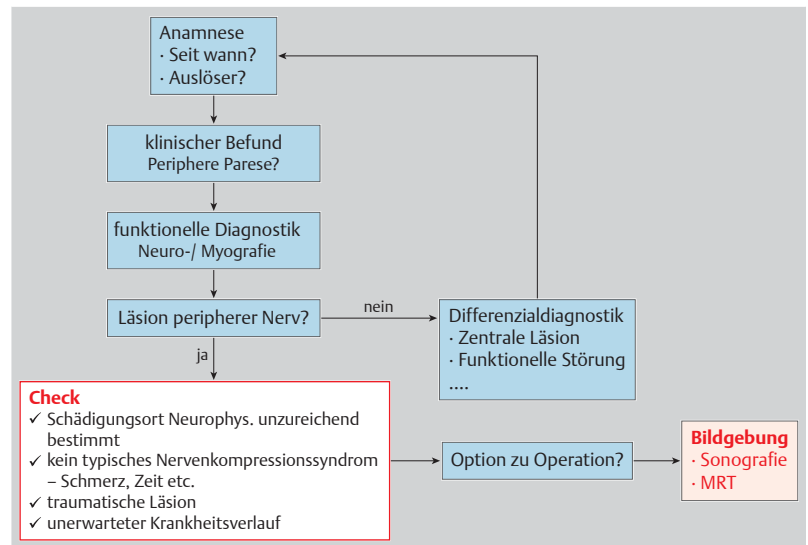 Anamnese
· Seit wann?
· Auslöser?
klinischer Befund
Periphere Parese?
funktionelle Diagnostik
Neuro-/ Myografie
Läsion peripherer Nerv?
nein
Differenzialdiagnostik
· Zentrale Läsion
· Funktionelle Störung
....
ja
Check
✓ Schädigungsort Neurophys. unzureichend
bestimmt
✓ kein typisches Nervenkompressionssyndrom
– Schmerz, Zeit etc.
✓ traumatische Läsion
✓ unerwarteter Krankheitsverlauf
Option zu Operation?
Bildgebung
· Sonografie
· MRT